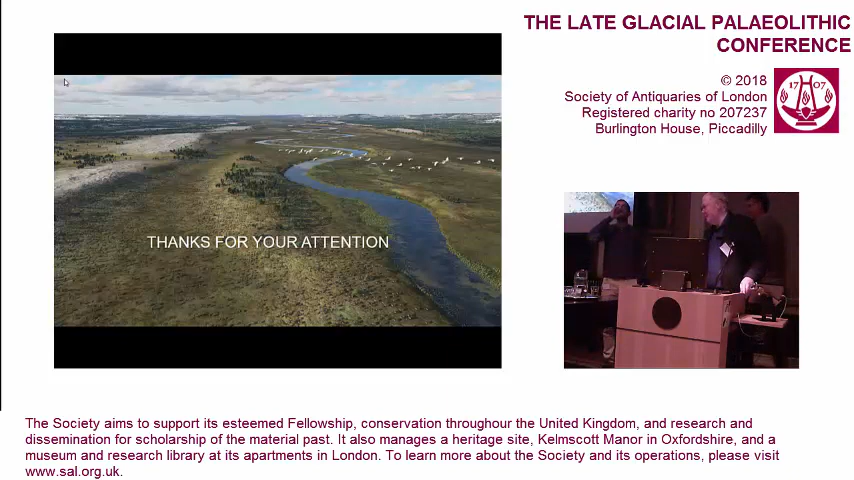 THE LATE GLACIAL PALAEOLITHIC
CONFERENCE
© 2018
Society of Antiquaries of London
Registered charity no 207237
Burlington House, Piccadilly
17 07
THANKS FOR YOUR ATTENTION
The Society aims to support its esteemed Fellowship, conservation throughour the United Kingdom, and research and
dissemination for scholarship of the material past. It also manages a heritage site, Kelmscott Manor in Oxfordshire, and a
museum and research library at its apartments in London. To learn more about the Society and its operations, please visit
www.sal.org.uk.